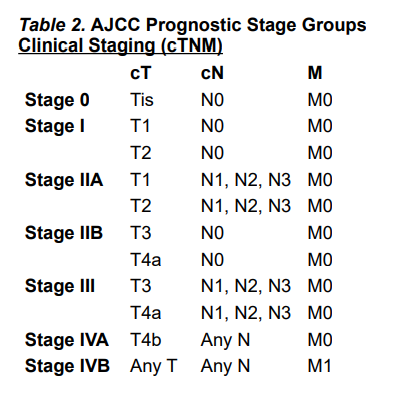 Table 2. AJCC Prognostic Stage Groups
Clinical Staging (cTNM)
cT cN M
Stage 0 Tis N0 M0
Stage I T1 N0 M0
T2 N0 M0
Stage IIA T1 N1, N2, N3 M0
T2 N1, N2, N3 M0
Stage IIB T3 N0 M0
T4a N0 M0
Stage III T3 N1, N2, N3 M0
T4a N1, N2, N3 M0
Stage IVA T4b Any N M0
Stage IVB Any T Any N M1